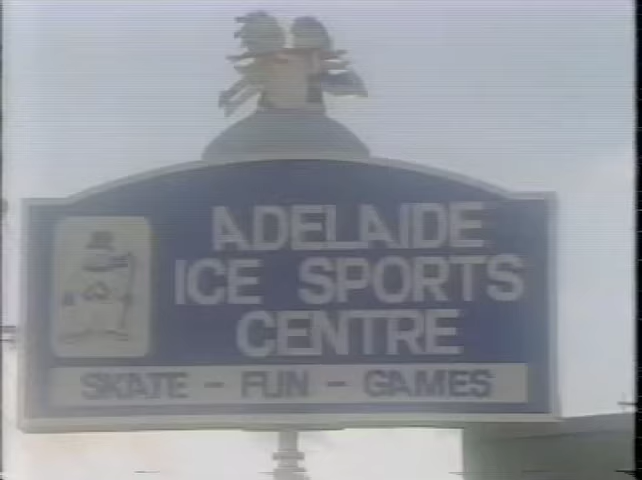 ADELAIDE
ICE SPORTS
CENTRE
SKATE - FUN - GAMES